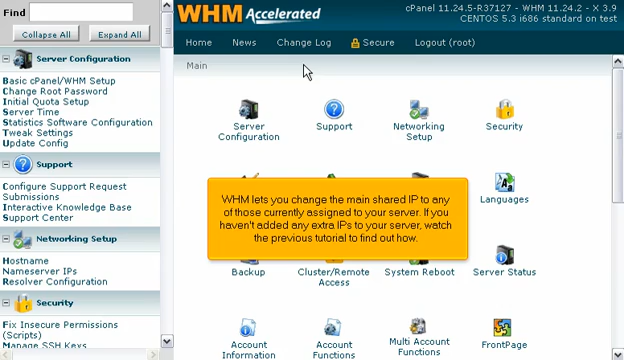 Find
Collapse All
Expand All
Server Configuration
Basic cPanel/WHM Setup
Change Root Password
Initial Quota Setup
Server Time
Statistics Software Configuration
Tweak Settings
Update Config
Support
Configure Support Request
Submissions
Interactive Knowledge Base
Support Center
Networking Setup
Hostname
Nameserver IPs
Resolver Configuration
Security
Fix Insecure Permissions
(Scripts)
Manage SSH Keys
WHM Accelerated
cPanel 11.24.5-R37127 - WHM 11.24.2 - X 3.9
CENTOS 5.3 i686 standard on test
Home
News
Change Log
Secure
Logout (root)
Main
Server
Configuration
Support
Networking
Setup
Security
Languages
WHM lets you change the main shared IP to any
of those currently assigned to your server. If you
haven't added any extra IPs to your server, watch
the previous tutorial to find out how.
Backup
Cluster/Remote
Access
System Reboot
Server Status
Account
Information
Account
Functions
Multi Account
Functions
FrontPage